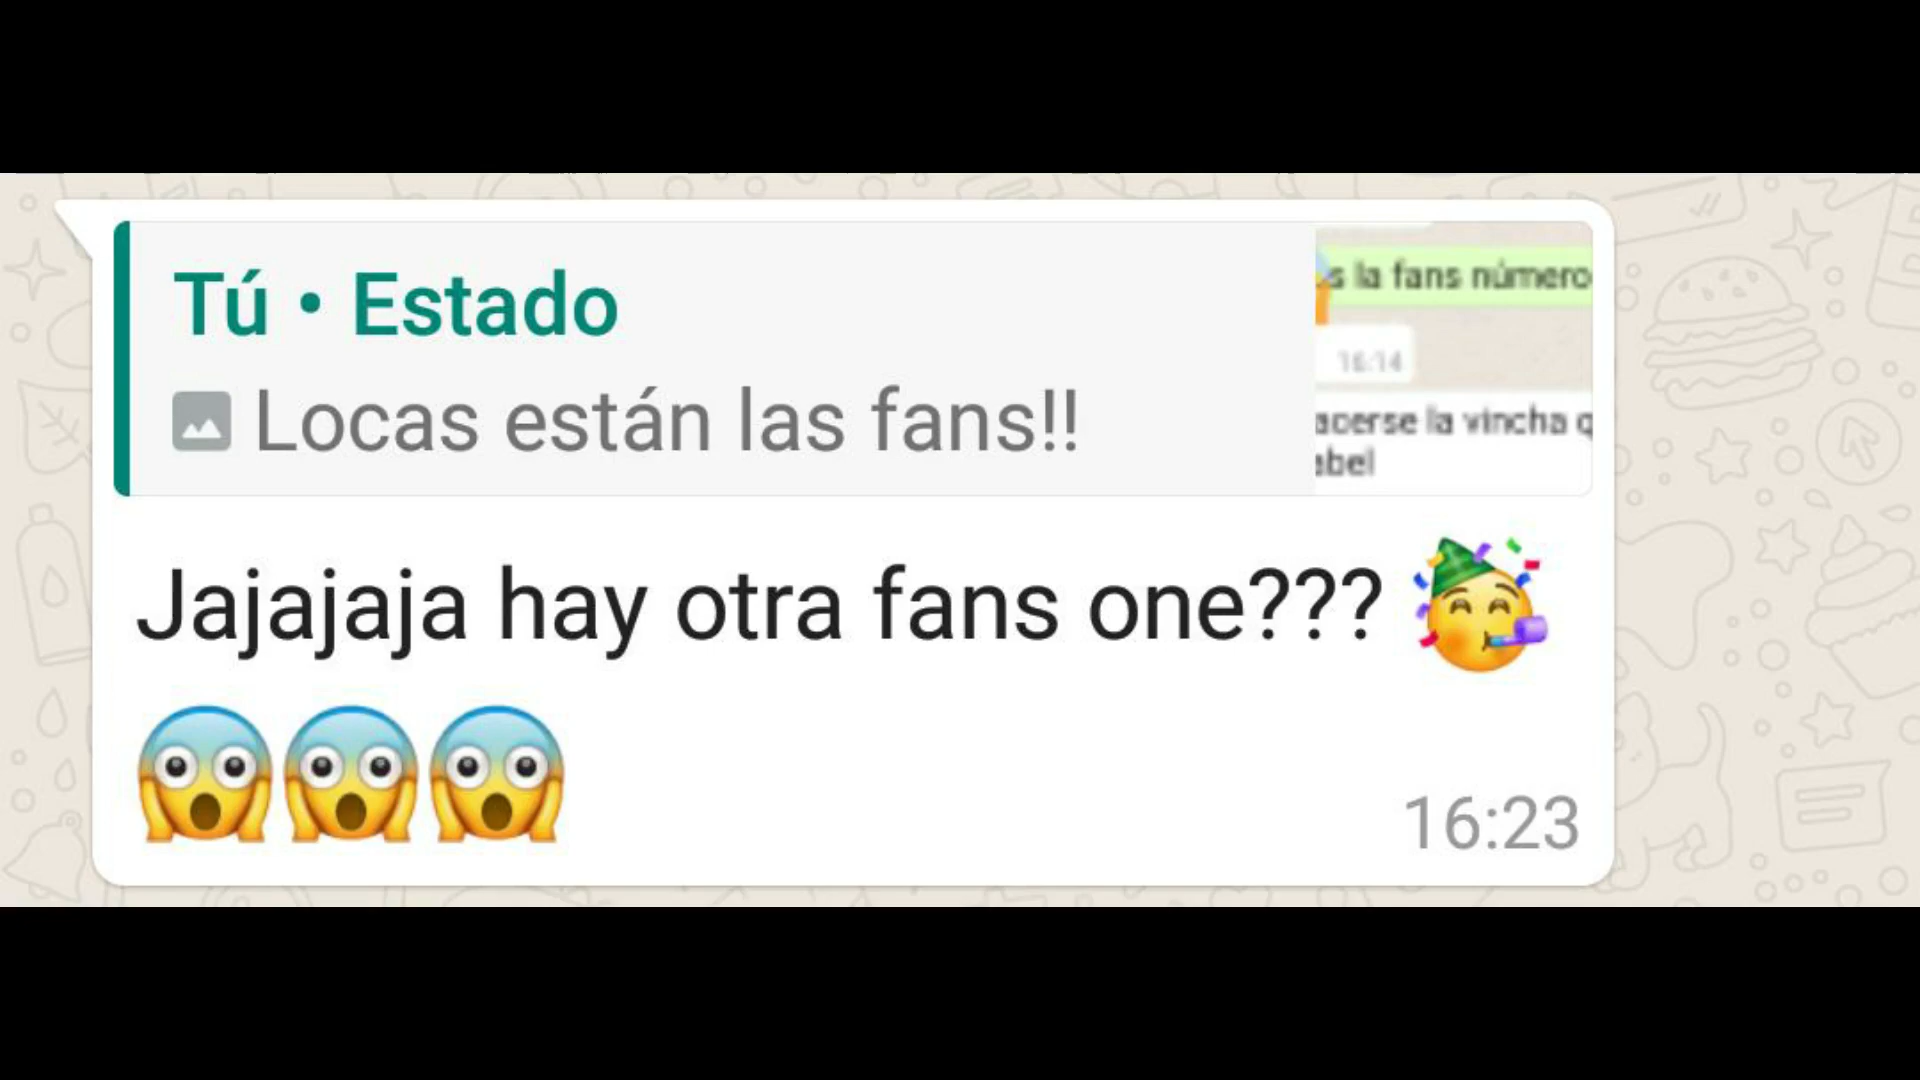 Tú • Estado
Locas están las fans!!
s la fans número
16:14
acerse la vincha q
abel
Jajajaja hay otra fans one??? 🥳
😱😱😱
16:23